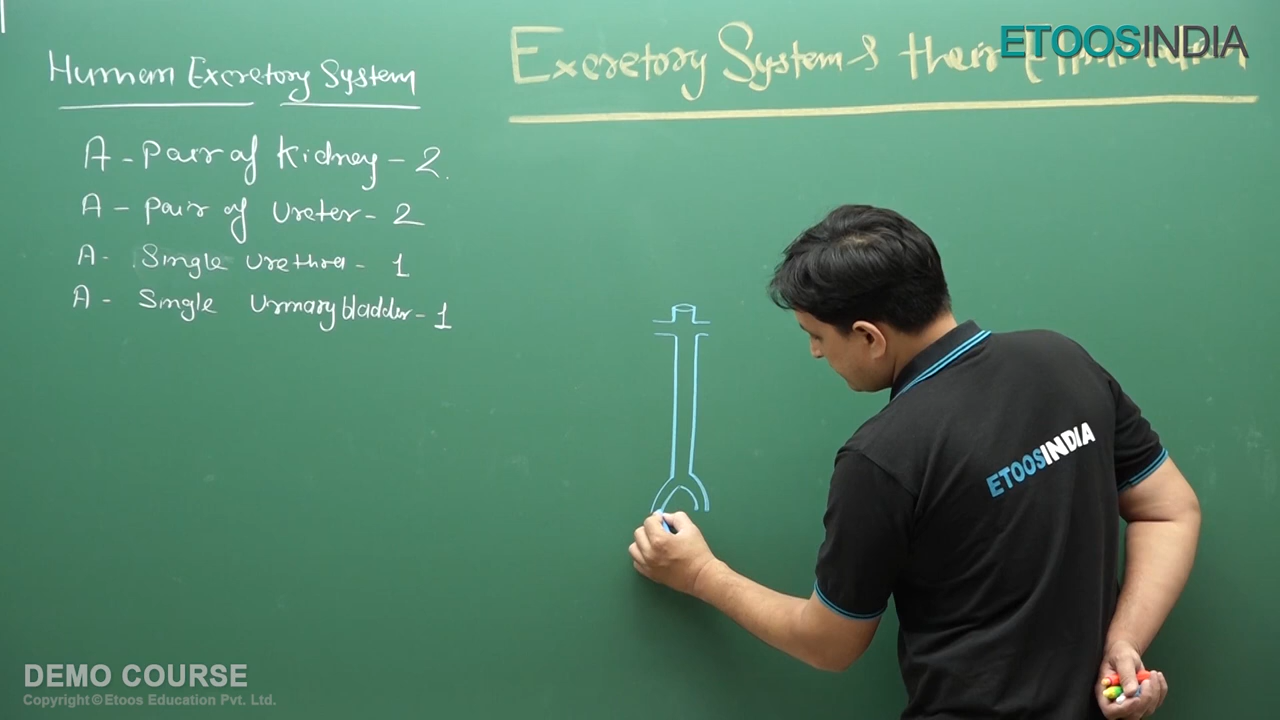 Human Excretory System
A - Pair of Kidney - 2.
A - Pair of Ureter - 2
A - Single Urethra - 1
A - Single Urinary bladder - 1
Excretory System & their
ETOOSINDIA
ETOOSINDIA
DEMO COURSE
Copyright © Etoos Education Pvt. Ltd.